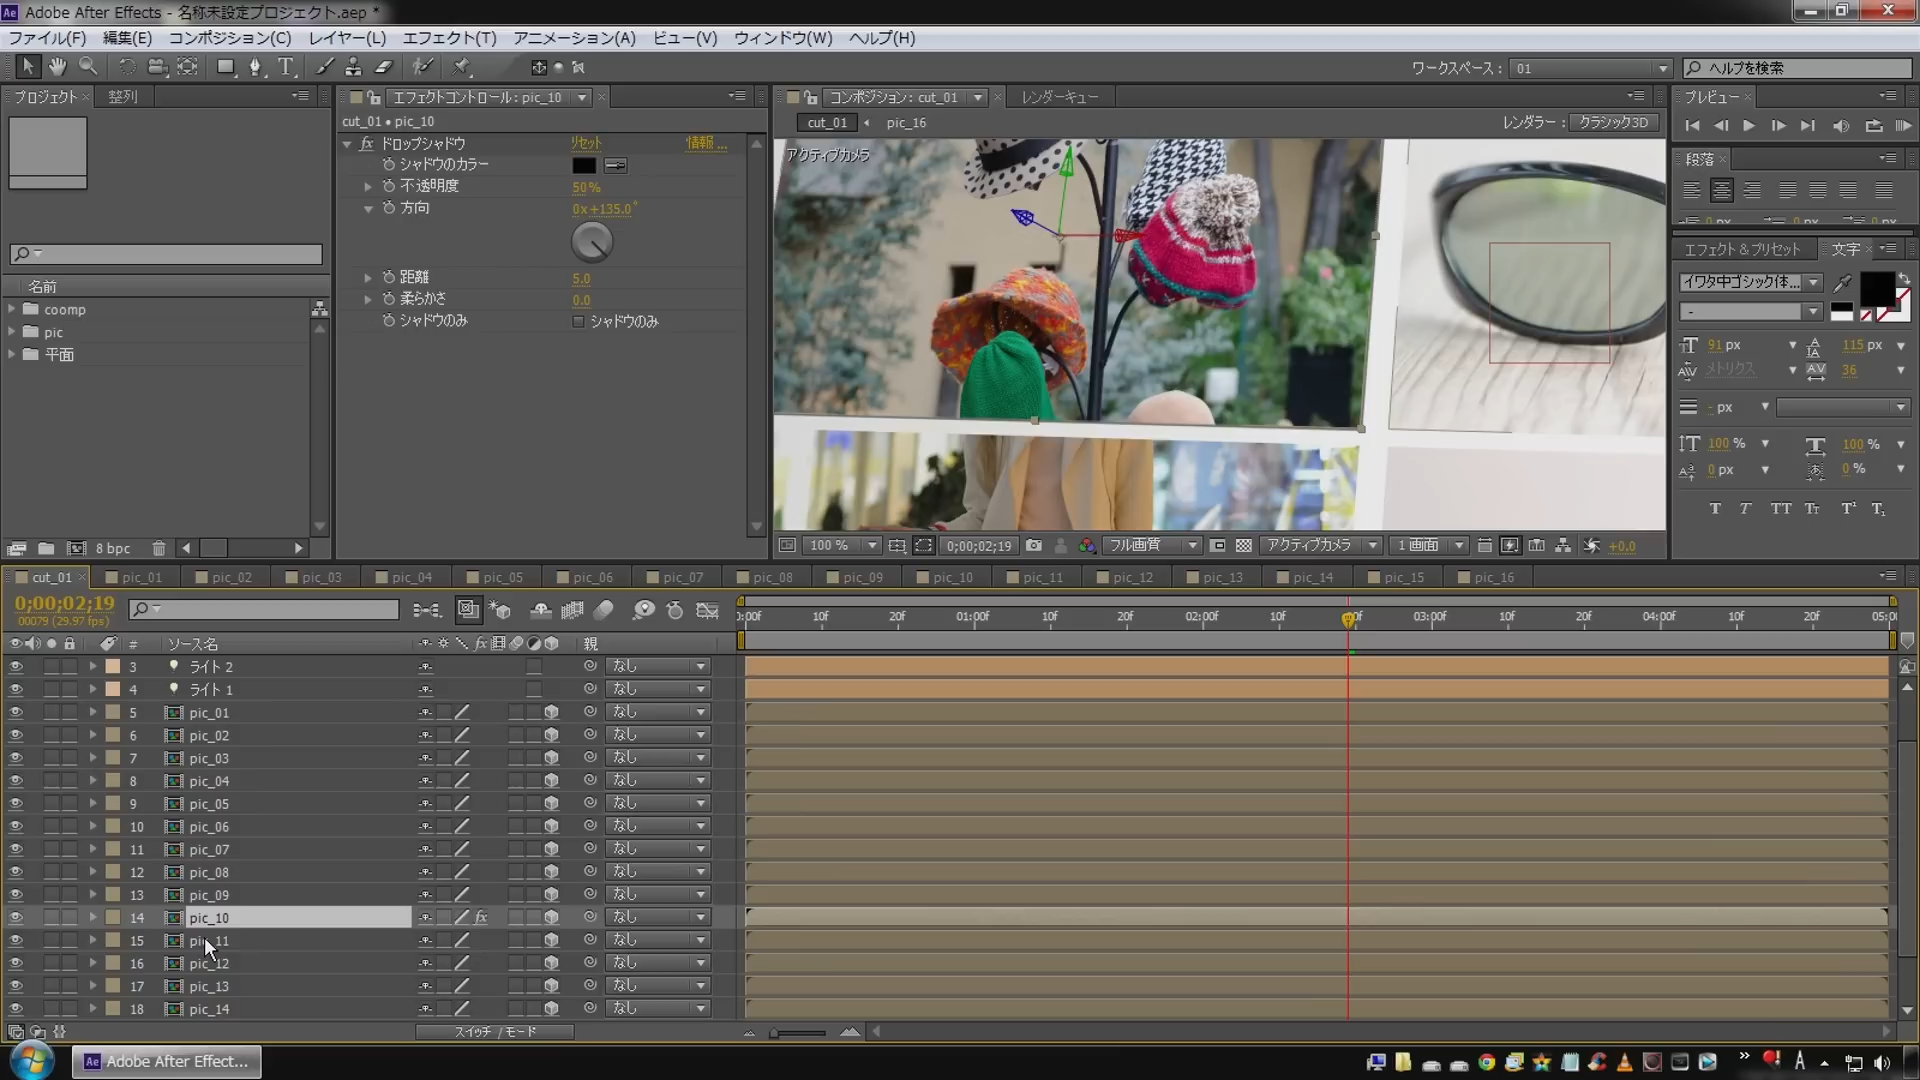 Adobe After Effects - 名称未設定プロジェクト.aep *
ファイル(F) 編集(E) コンポジション(C) レイヤー(L) エフェクト(T) アニメーション(A) ビュー(V) ウィンドウ(W) ヘルプ(H)
ワークスペース : 01 ヘルプを検索
プロジェクト × 整列 エフェクトコントロール : pic_10 コンポジション : cut_01 レンダーキュー プレビュー
cut_01 • pic_10
cut_01 pic_16 レンダラー : クラシック3D
ドロップシャドウ リセット 情報 ...
シャドウのカラー
不透明度 50 %
方向 0x +135.0°
距離 5.0
柔らかさ 0.0
シャドウのみ シャドウのみ
アクティブカメラ
段落
0 px 0 px 0 px
エフェクト＆プリセット 文字
イワタ中ゴシック体...
-
91 px 115 px
メトリクス 36
- px
100 % 100 %
0 px 0 %
T T TT Tт T¹ T₁
名前
coomp
pic
平面
8 bpc
100 % 0;00;02;19 フル画質 アクティブカメラ 1 画面 +0.0
cut_01 pic_01 pic_02 pic_03 pic_04 pic_05 pic_06 pic_07 pic_08 pic_09 pic_10 pic_11 pic_12 pic_13 pic_14 pic_15 pic_16
0;00;02;19
00079 (29.97 fps)
:00f 10f 20f 01:00f 10f 20f 02:00f 10f 03:00f 10f 20f 04:00f 10f 20f 05:00
# ソース名 親
3 ライト 2 なし
4 ライト 1 なし
5 pic_01 なし
6 pic_02 なし
7 pic_03 なし
8 pic_04 なし
9 pic_05 なし
10 pic_06 なし
11 pic_07 なし
12 pic_08 なし
13 pic_09 なし
14 pic_10 fx なし
15 pic_11 なし
16 pic_12 なし
17 pic_13 なし
18 pic_14 なし
スイッチ / モード
Adobe After Effect...